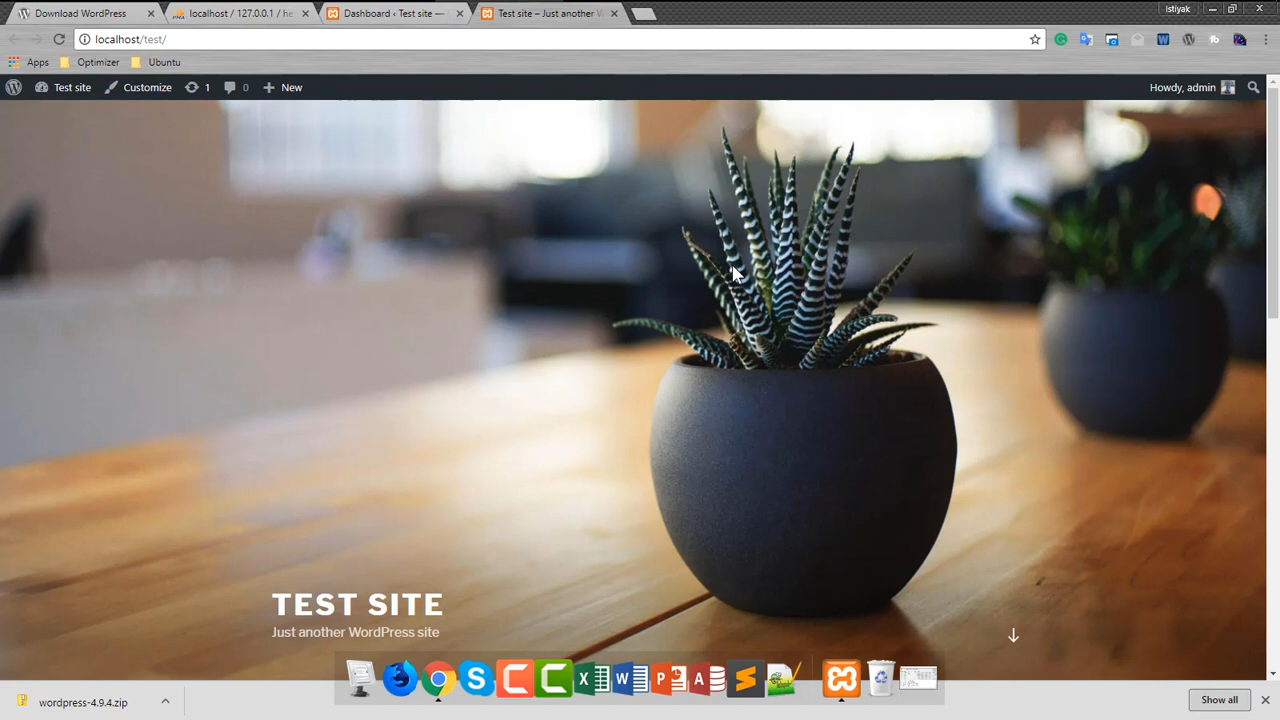 Download WordPress
localhost / 127.0.0.1 / he
Dashboard ‹ Test site —
Test site – Just another W
Istiyak
localhost/test/
Apps
Optimizer
Ubuntu
Test site
Customize
1
0
New
Howdy, admin
TEST SITE
Just another WordPress site
wordpress-4.9.4.zip
Show all